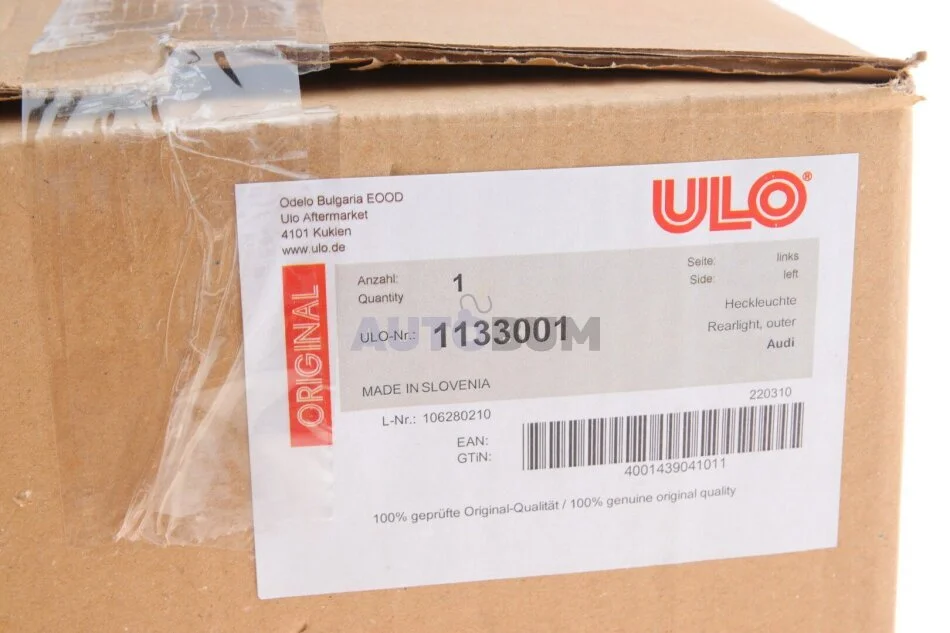 Odelo Bulgaria EOOD
Ulo Aftermarket
4101 Kuklen
www.ulo.de
ULO®
ORIGINAL
Anzahl: 1
Quantity
Seite: links
Side: left
Heckleuchte
Rearlight, outer
Audi
ULO-Nr.: 1133001
AUTODUM
MADE IN SLOVENIA
220310
L-Nr.: 106280210
EAN:
GTiN:
4001439041011
100% geprüfte Original-Qualität / 100% genuine original quality